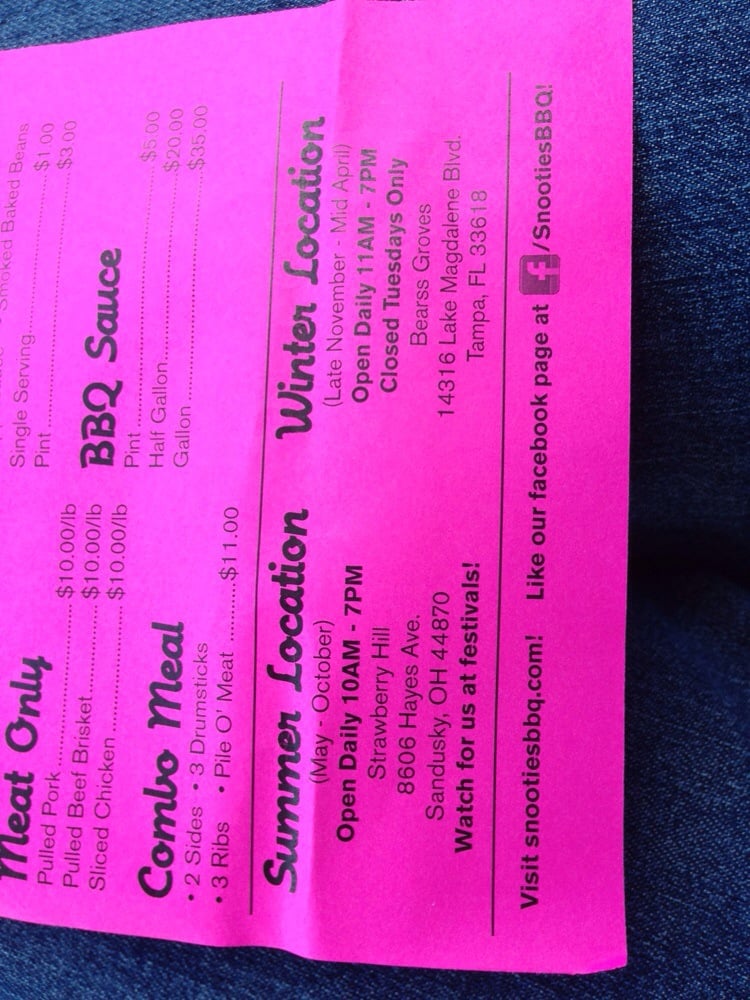 Meat Only
Pulled Pork ........................ $10.00/lb
Pulled Beef Brisket................ $10.00/lb
Sliced Chicken .................... $10.00/lb
Combo Meal
• 2 Sides • 3 Drumsticks
• 3 Ribs • Pile O' Meat ..........$11.00
Smoked Baked Beans
Single Serving........................ $1.00
Pint...................................... $3.00
BBQ Sauce
Pint...................................... $5.00
Half Gallon............................ $20.00
Gallon .................................. $35.00
Summer Location
(May - October)
Open Daily 10AM - 7PM
Strawberry Hill
8606 Hayes Ave.
Sandusky, OH 44870
Watch for us at festivals!
Winter Location
(Late November - Mid April)
Open Daily 11AM - 7PM
Closed Tuesdays Only
Bearss Groves
14316 Lake Magdalene Blvd.
Tampa, FL 33618
Visit snootiesbbq.com! Like our facebook page at f/SnootiesBBQ!